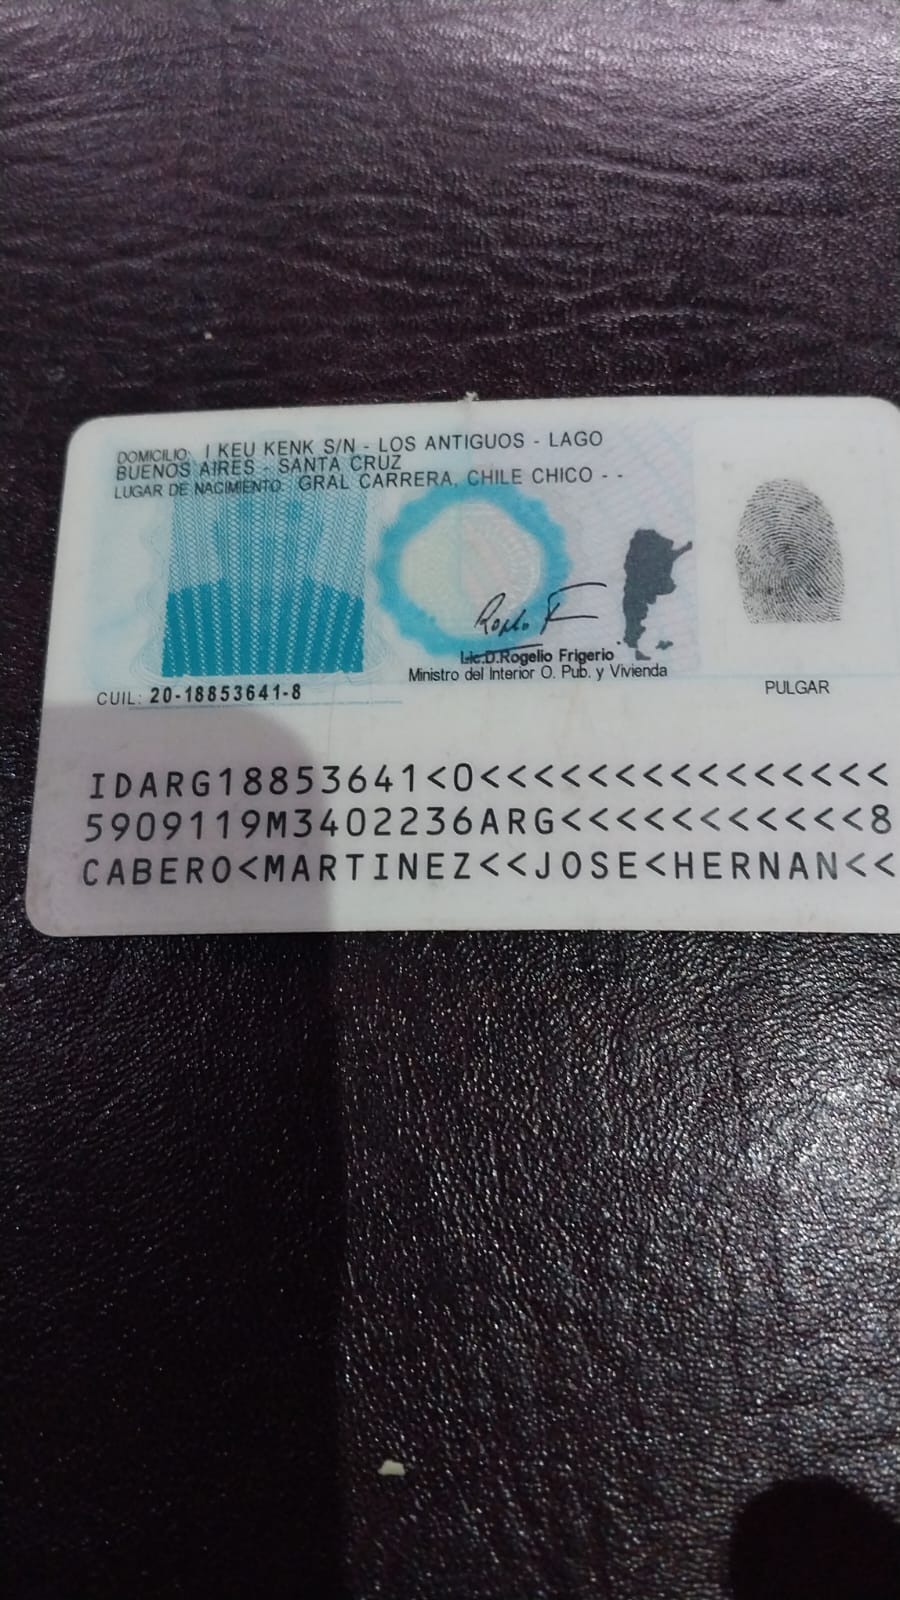 DOMICILIO: I KEU KENK S/N - LOS ANTIGUOS - LAGO
BUENOS AIRES - SANTA CRUZ
LUGAR DE NACIMIENTO: GRAL CARRERA, CHILE CHICO - -
Lic.D.Rogelio Frigerio
Ministro del Interior O. Pub. y Vivienda
CUIL: 20-18853641-8
PULGAR
IDARG18853641<0<<<<<<<<<<<<<<<
5909119M3402236ARG<<<<<<<<<<<8
CABERO<MARTINEZ<<JOSE<HERNAN<<